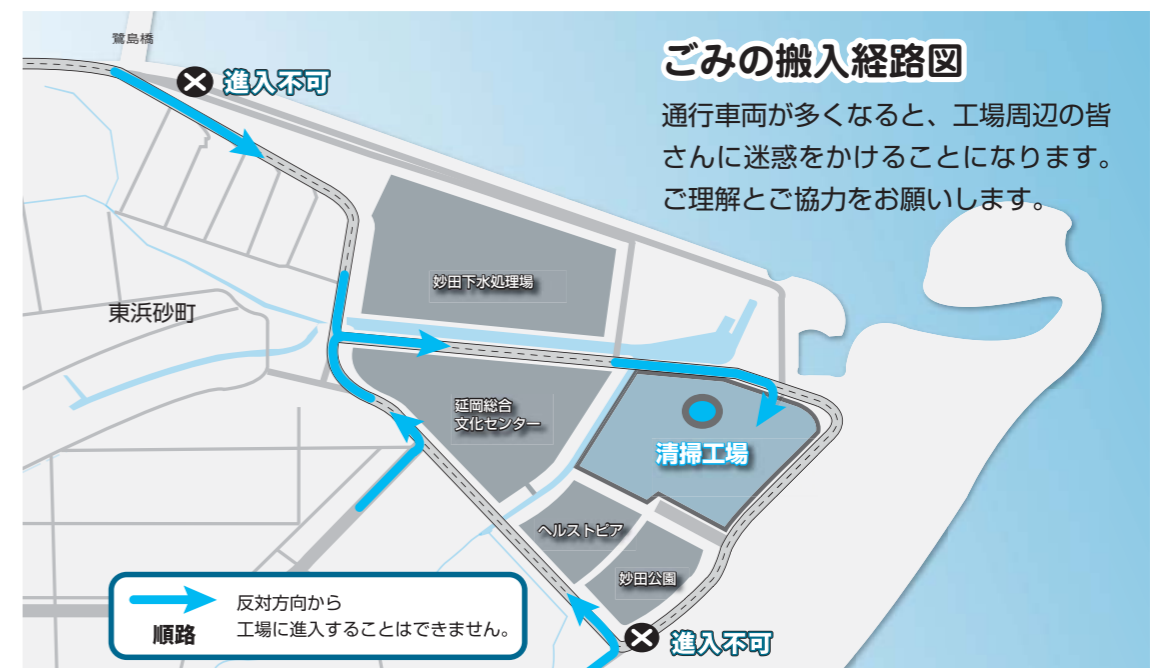 鷺島橋
進入不可
ごみの搬入経路図
通行車両が多くなると、工場周辺の皆
さんに迷惑をかけることになります。
ご理解とご協力をお願いします。
妙田下水処理場
東浜砂町
延岡総合
文化センター
清掃工場
ヘルストピア
妙田公園
反対方向から
順路
工場に進入することはできません。
進入不可